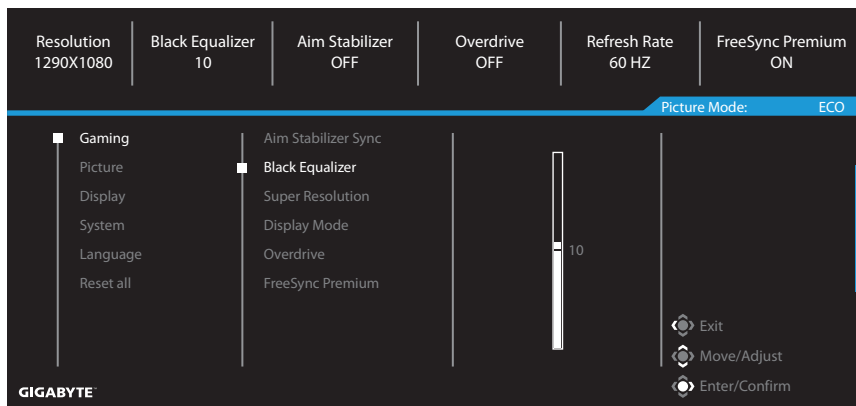 Resolution
1290X1080
Black Equalizer
10
Aim Stabilizer
OFF
Overdrive
OFF
Refresh Rate
60 HZ
FreeSync Premium
ON
Picture Mode: ECO
Gaming
Picture
Display
System
Language
Reset all
Aim Stabilizer Sync
Black Equalizer
Super Resolution
Display Mode
Overdrive
FreeSync Premium
10
Exit
Move/Adjust
Enter/Confirm
GIGABYTE™